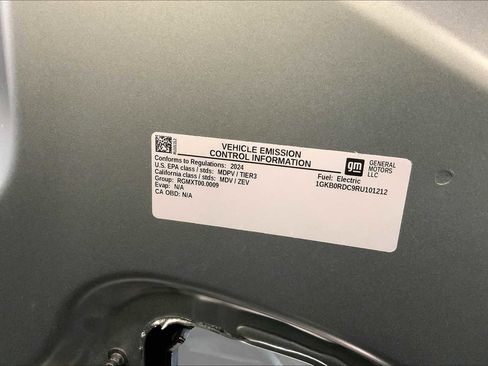 VEHICLE EMISSION
CONTROL INFORMATION
Conforms to Regulations: 2024
U.S. EPA class / stds: MDPV / TIER3
California class / stds: MDV / ZEV
Group: RGMXT00.0009
Evap: N/A
CA OBD: N/A
Fuel: Electric
1GKB0RDC9RU101212
gm
GENERAL
MOTORS
LLC